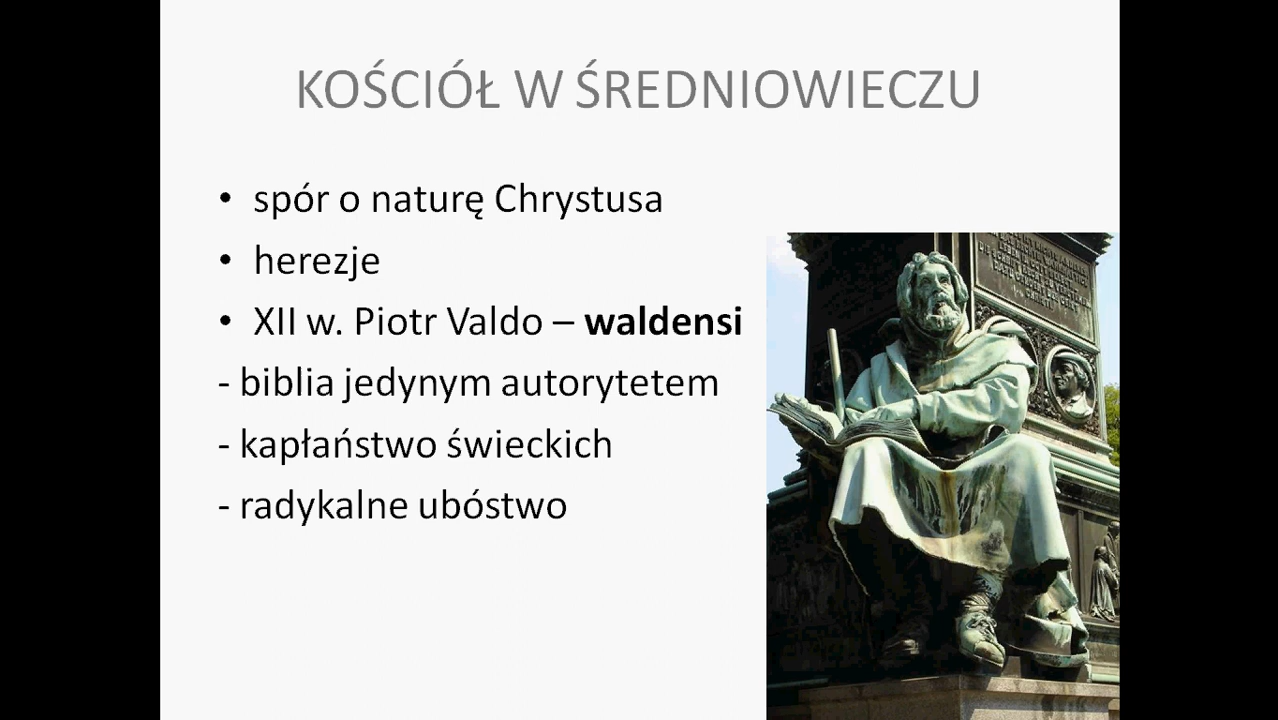 KOŚCIÓŁ W ŚREDNIOWIECZU
• spór o naturę Chrystusa
• herezje
• XII w. Piotr Valdo – waldensi
- biblia jedynym autorytetem
- kapłaństwo świeckich
- radykalne ubóstwo